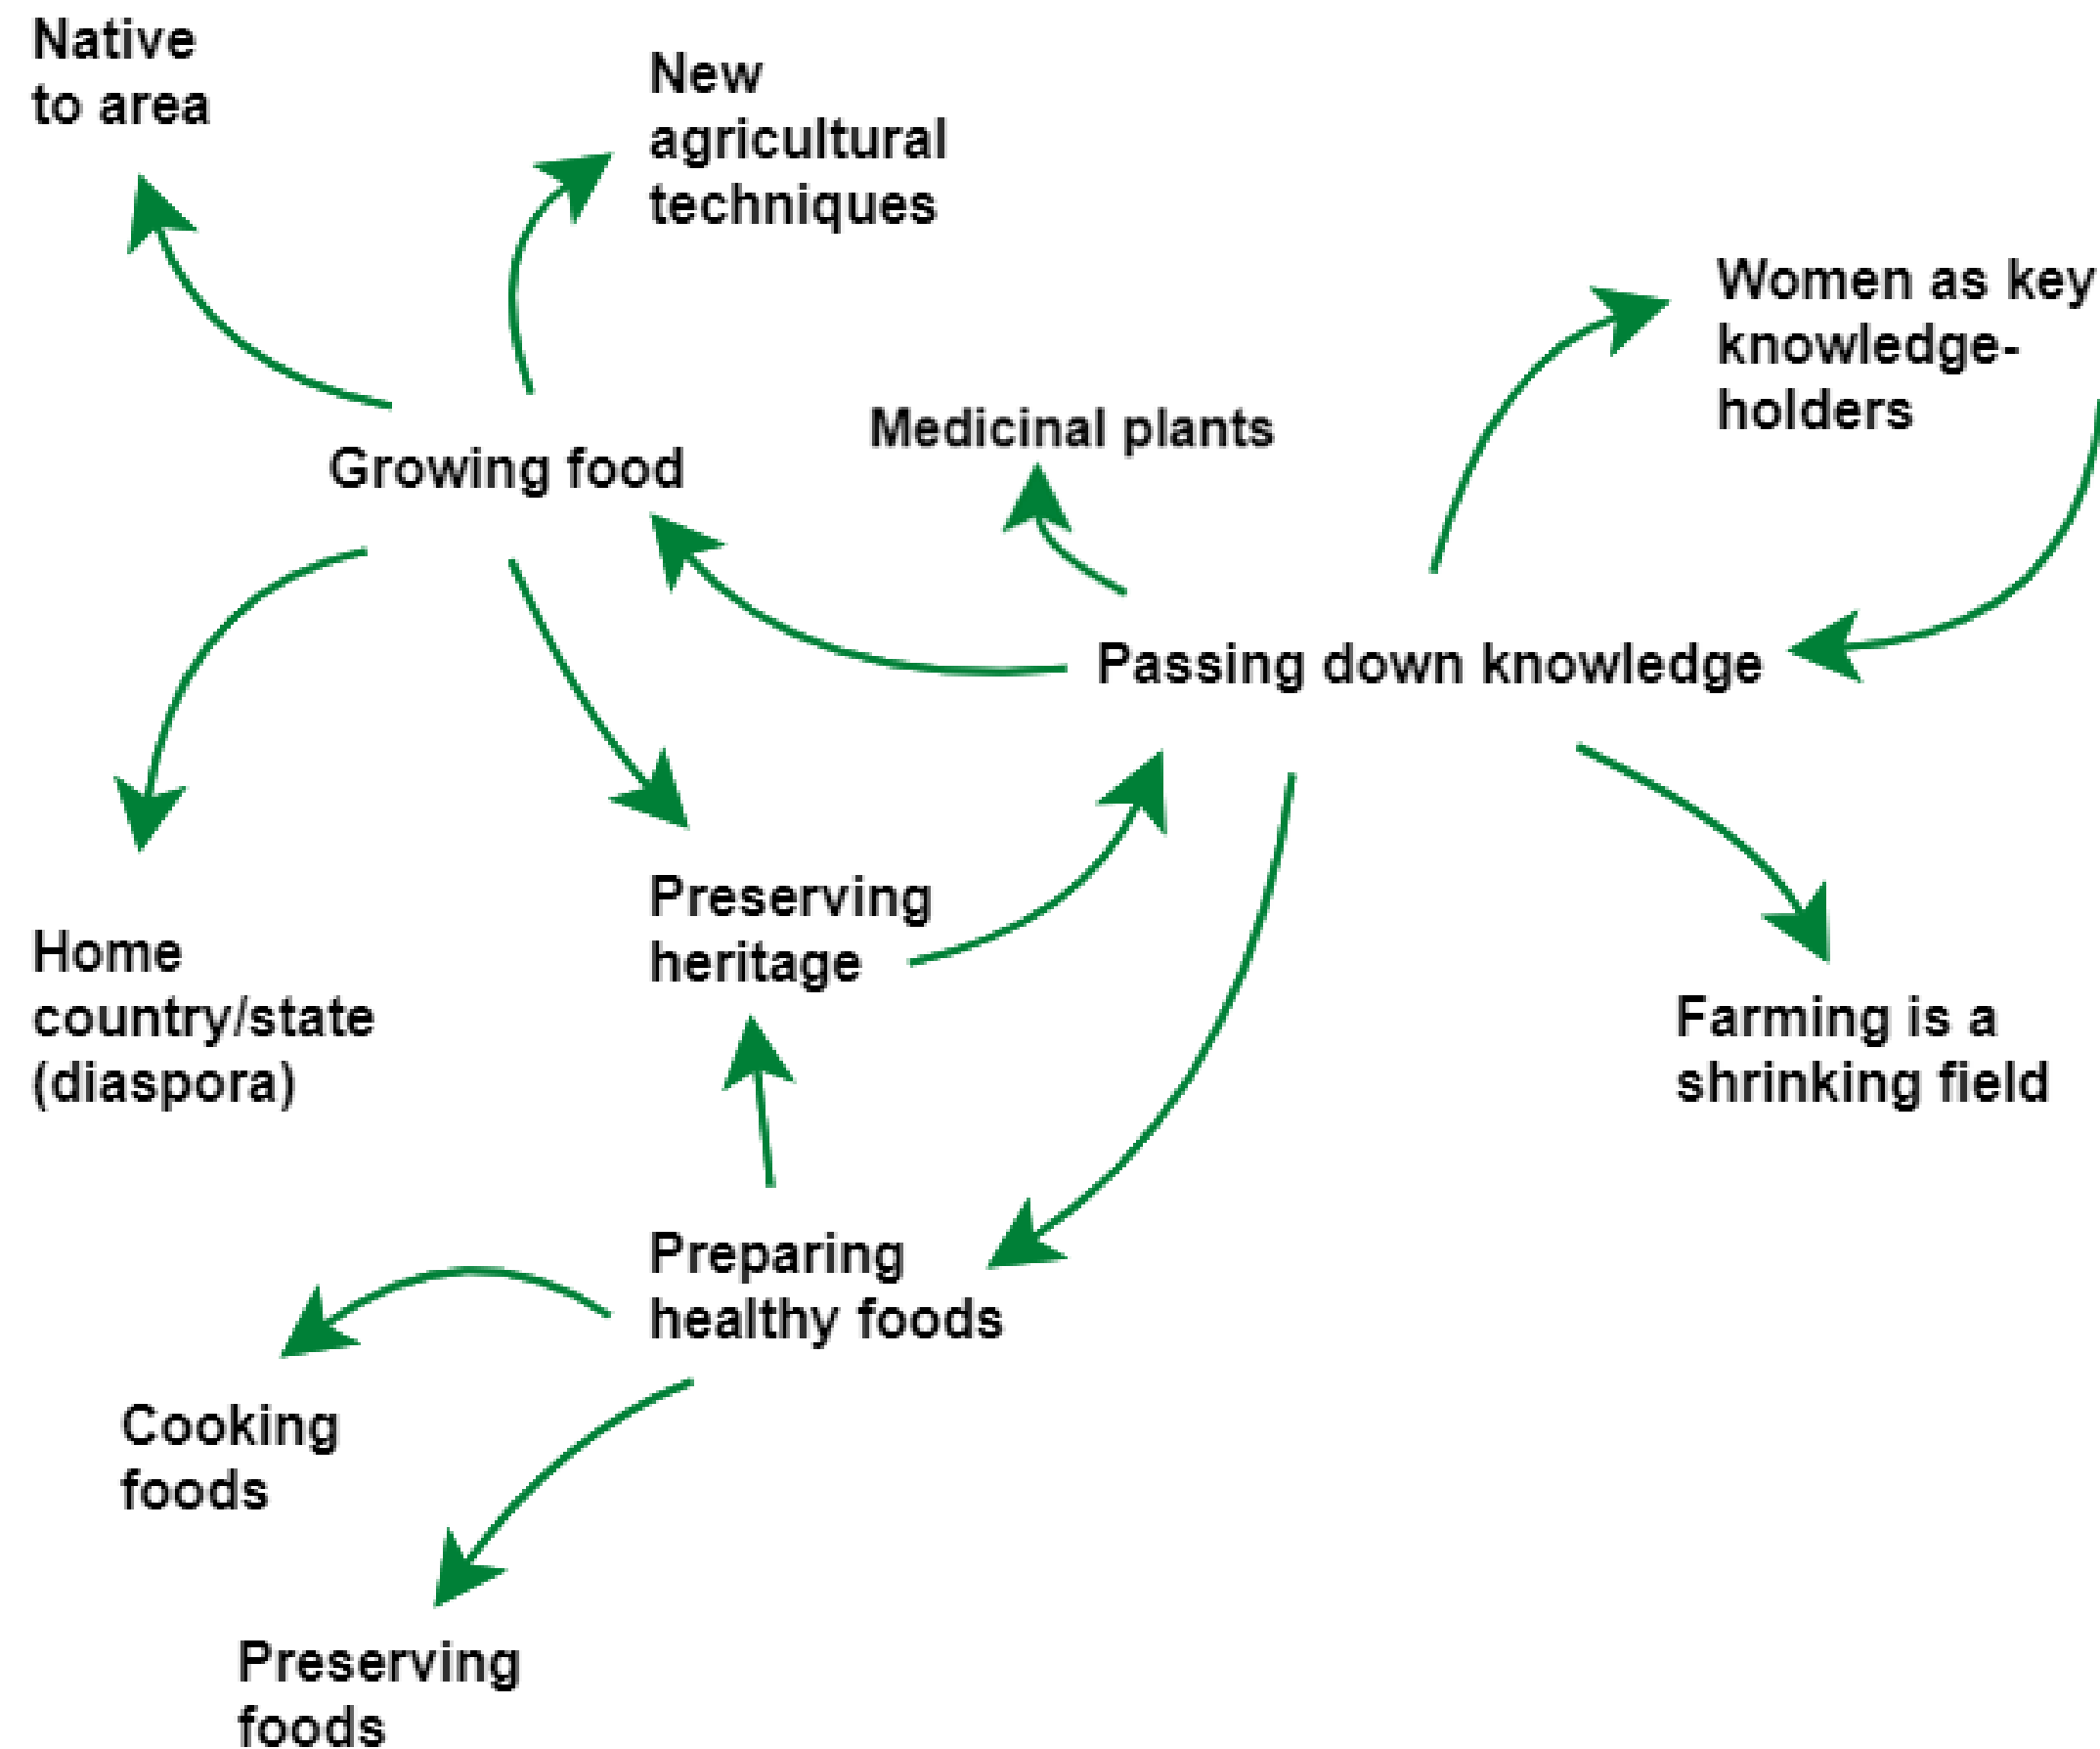 Native
to area
New
agricultural
techniques
Women as key
knowledge-
holders
Medicinal plants
Growing food
Passing down knowledge
Preserving
heritage
Home
country/state
(diaspora)
Farming is a
shrinking field
Preparing
healthy foods
Cooking
foods
Preserving
foods